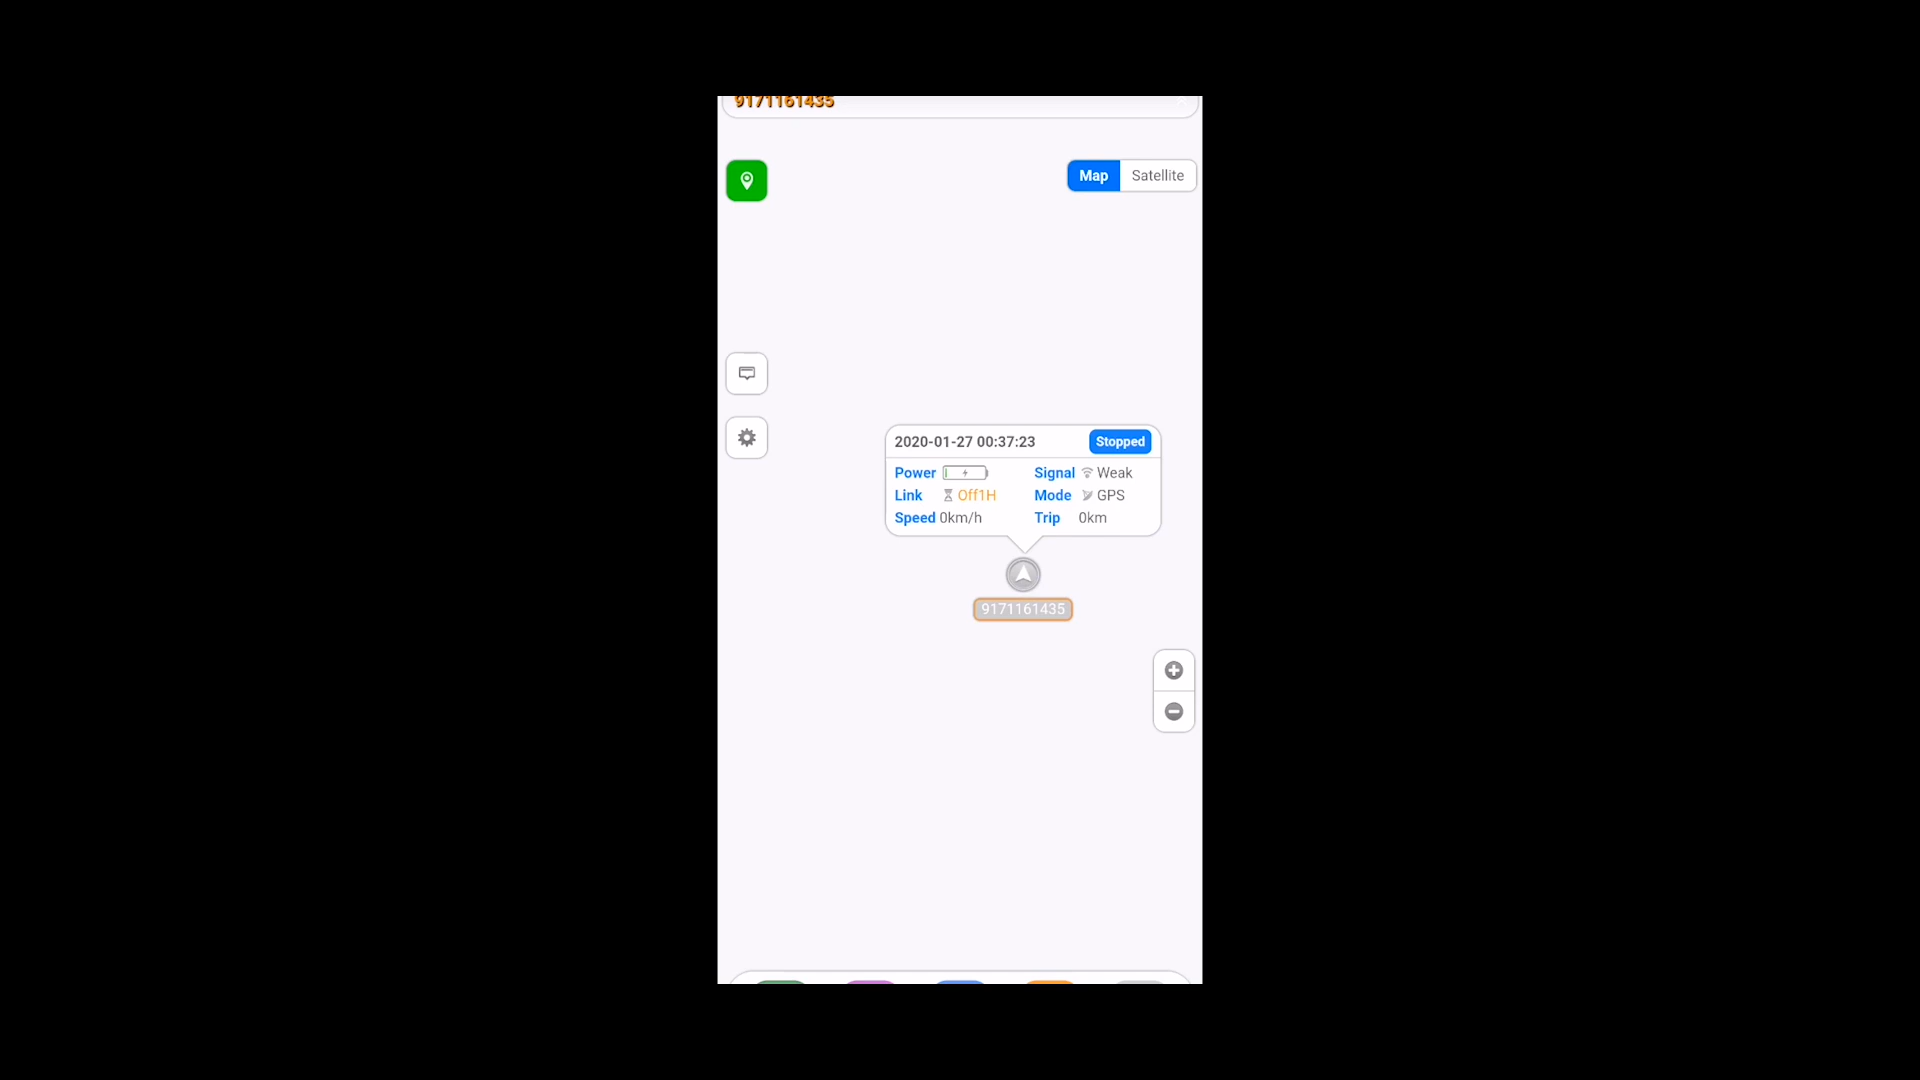 9171161435
Map Satellite
2020-01-27 00:37:23 Stopped
Power Signal Weak
Link Off1H Mode GPS
Speed 0km/h Trip 0km
9171161435